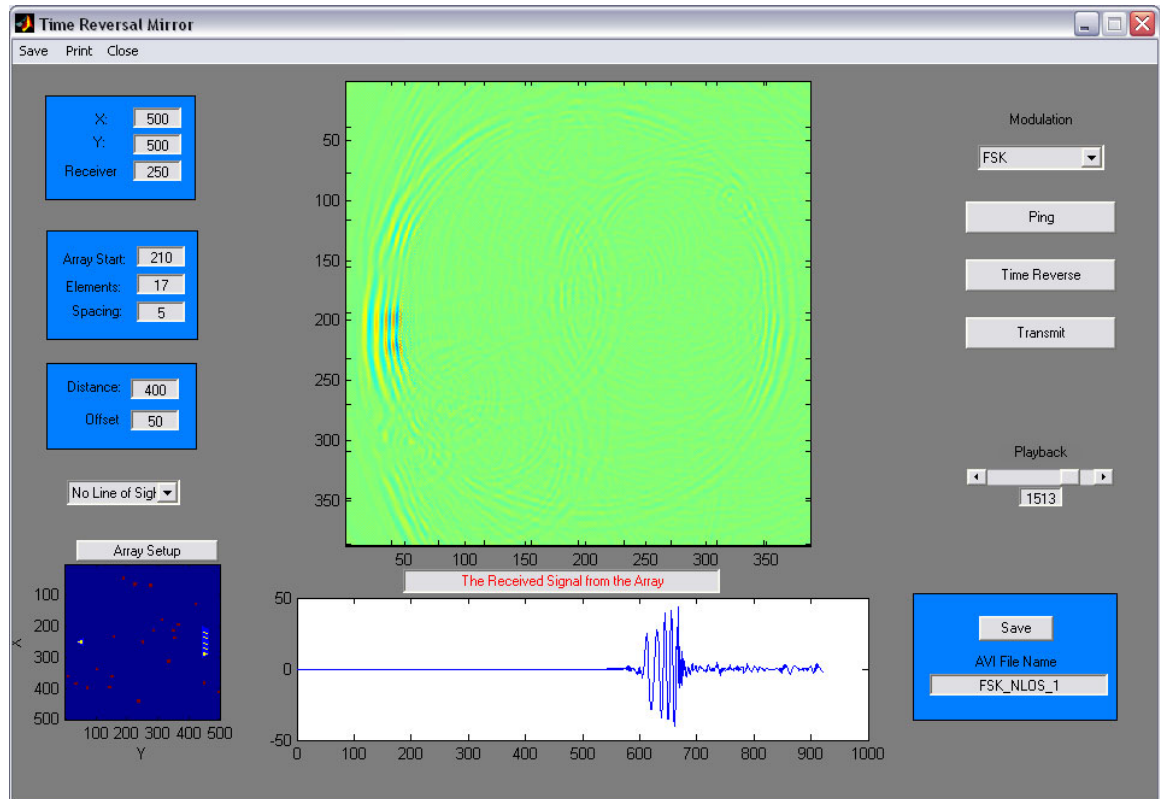 Time Reversal Mirror
Save Print Close
X: 500
Y: 500
Receiver 250
Array Start: 210
Elements: 17
Spacing: 5
Distance: 400
Offset 50
No Line of Sigh
Array Setup
100
200
300
400
500
X
100 200 300 400 500
Y
50
100
150
200
250
300
350
50 100 150 200 250 300 350
The Received Signal from the Array
50
0
-50
0 100 200 300 400 500 600 700 800 900 1000
Modulation
FSK
Ping
Time Reverse
Transmit
Playback
1513
Save
AVI File Name
FSK_NLOS_1